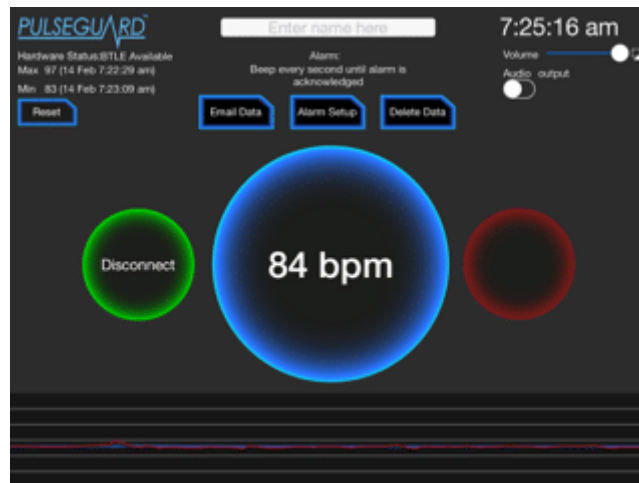 PULSEGUARD
Hardware Status:BTLE Available
Max 97 (14 Feb 7:22:29 am)
Min 83 (14 Feb 7:23:09 am)
Reset
Enter name here
Alarm:
Beep every second until alarm is
acknowledged
Email Data
Alarm Setup
Delete Data
7:25:16 am
Volume
Audio output
Disconnect
84 bpm